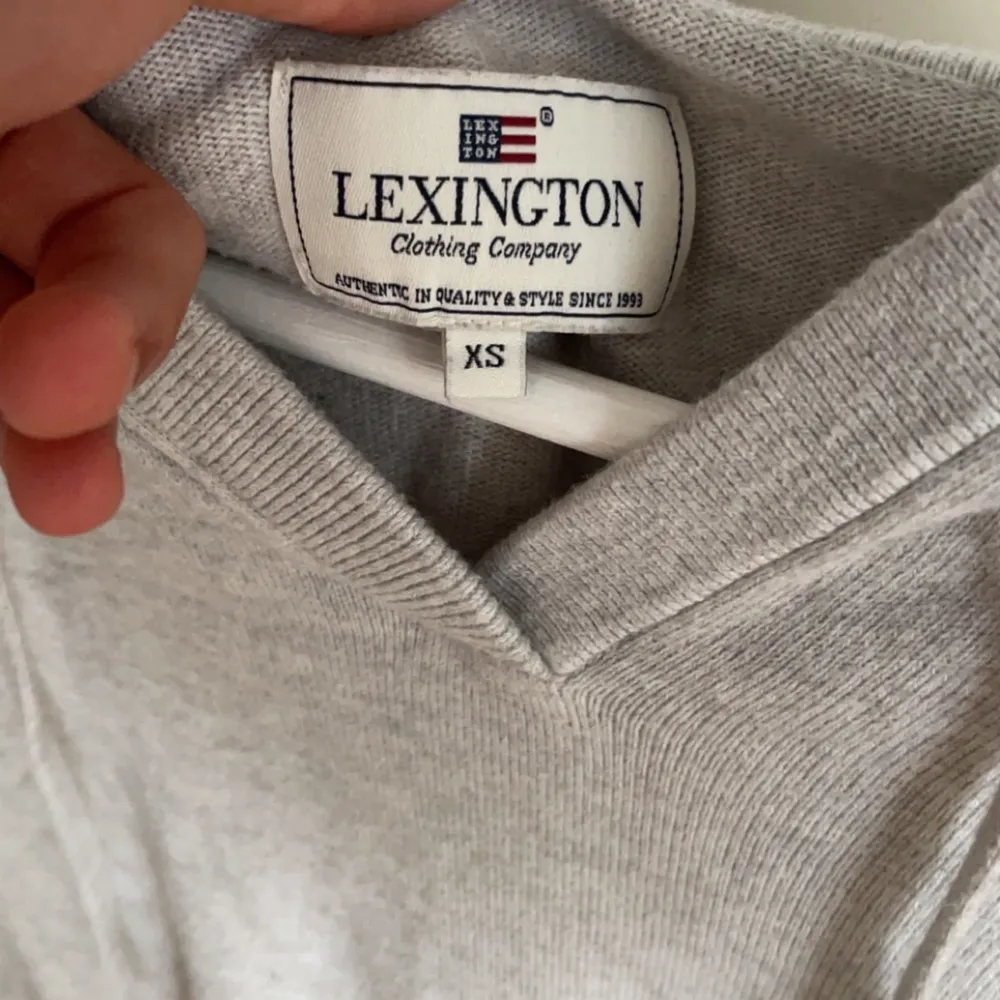 LEX
ING
TON
®
LEXINGTON
Clothing Company
AUTHENTIC IN QUALITY & STYLE SINCE 1993
XS